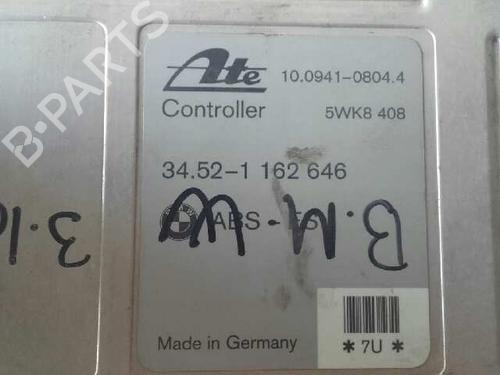 Ate
10.0941-0804.4
Controller
5WK8 408
34.52-1 162 646
ABS - ES
B.M.W
3.1
Made in Germany
* 7U *
B-PARTS